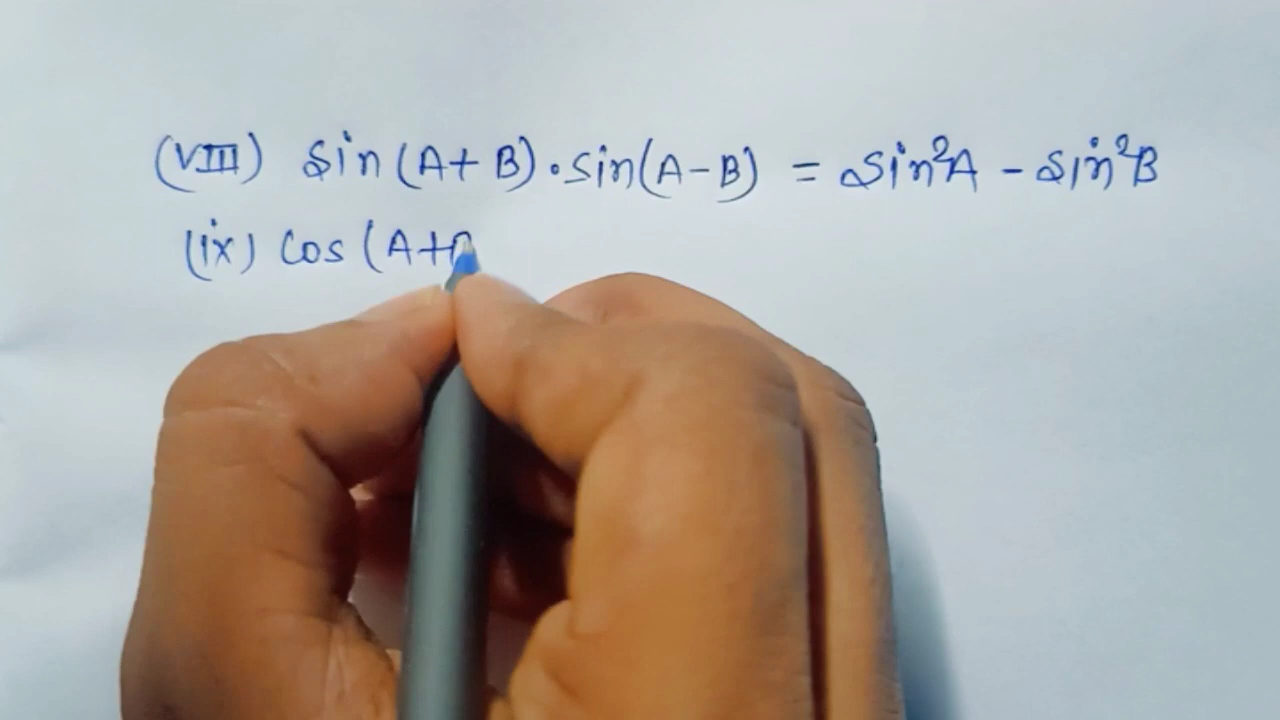 (VIII) Sin(A+B)·Sin(A-B) = Sin²A - Sin²B
(ix) Cos (A+